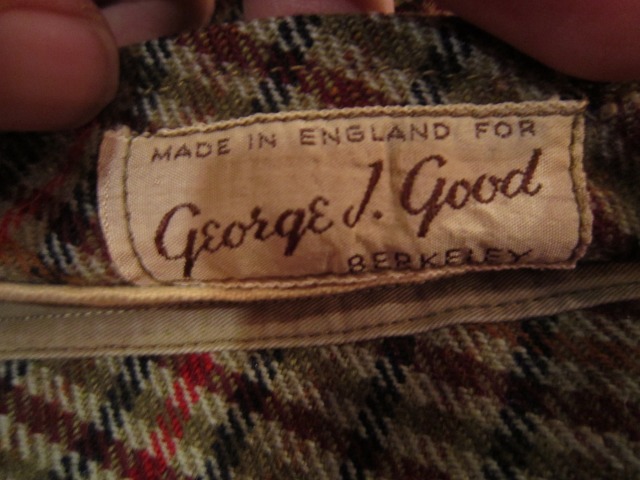 MADE IN ENGLAND FOR
George J. Good
BERKELEY